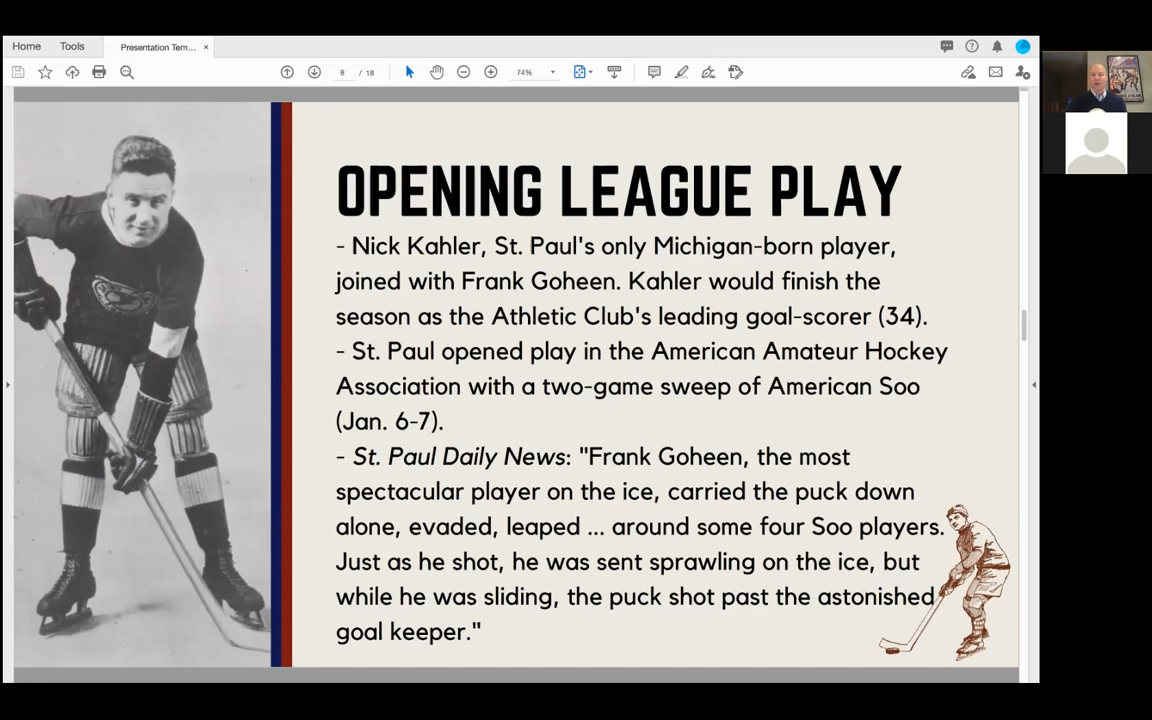 Home Tools Presentation Tem... ×
8 / 18 74%
OPENING LEAGUE PLAY
- Nick Kahler, St. Paul's only Michigan-born player,
joined with Frank Goheen. Kahler would finish the
season as the Athletic Club's leading goal-scorer (34).
- St. Paul opened play in the American Amateur Hockey
Association with a two-game sweep of American Soo
(Jan. 6-7).
- St. Paul Daily News: "Frank Goheen, the most
spectacular player on the ice, carried the puck down
alone, evaded, leaped ... around some four Soo players.
Just as he shot, he was sent sprawling on the ice, but
while he was sliding, the puck shot past the astonished
goal keeper."